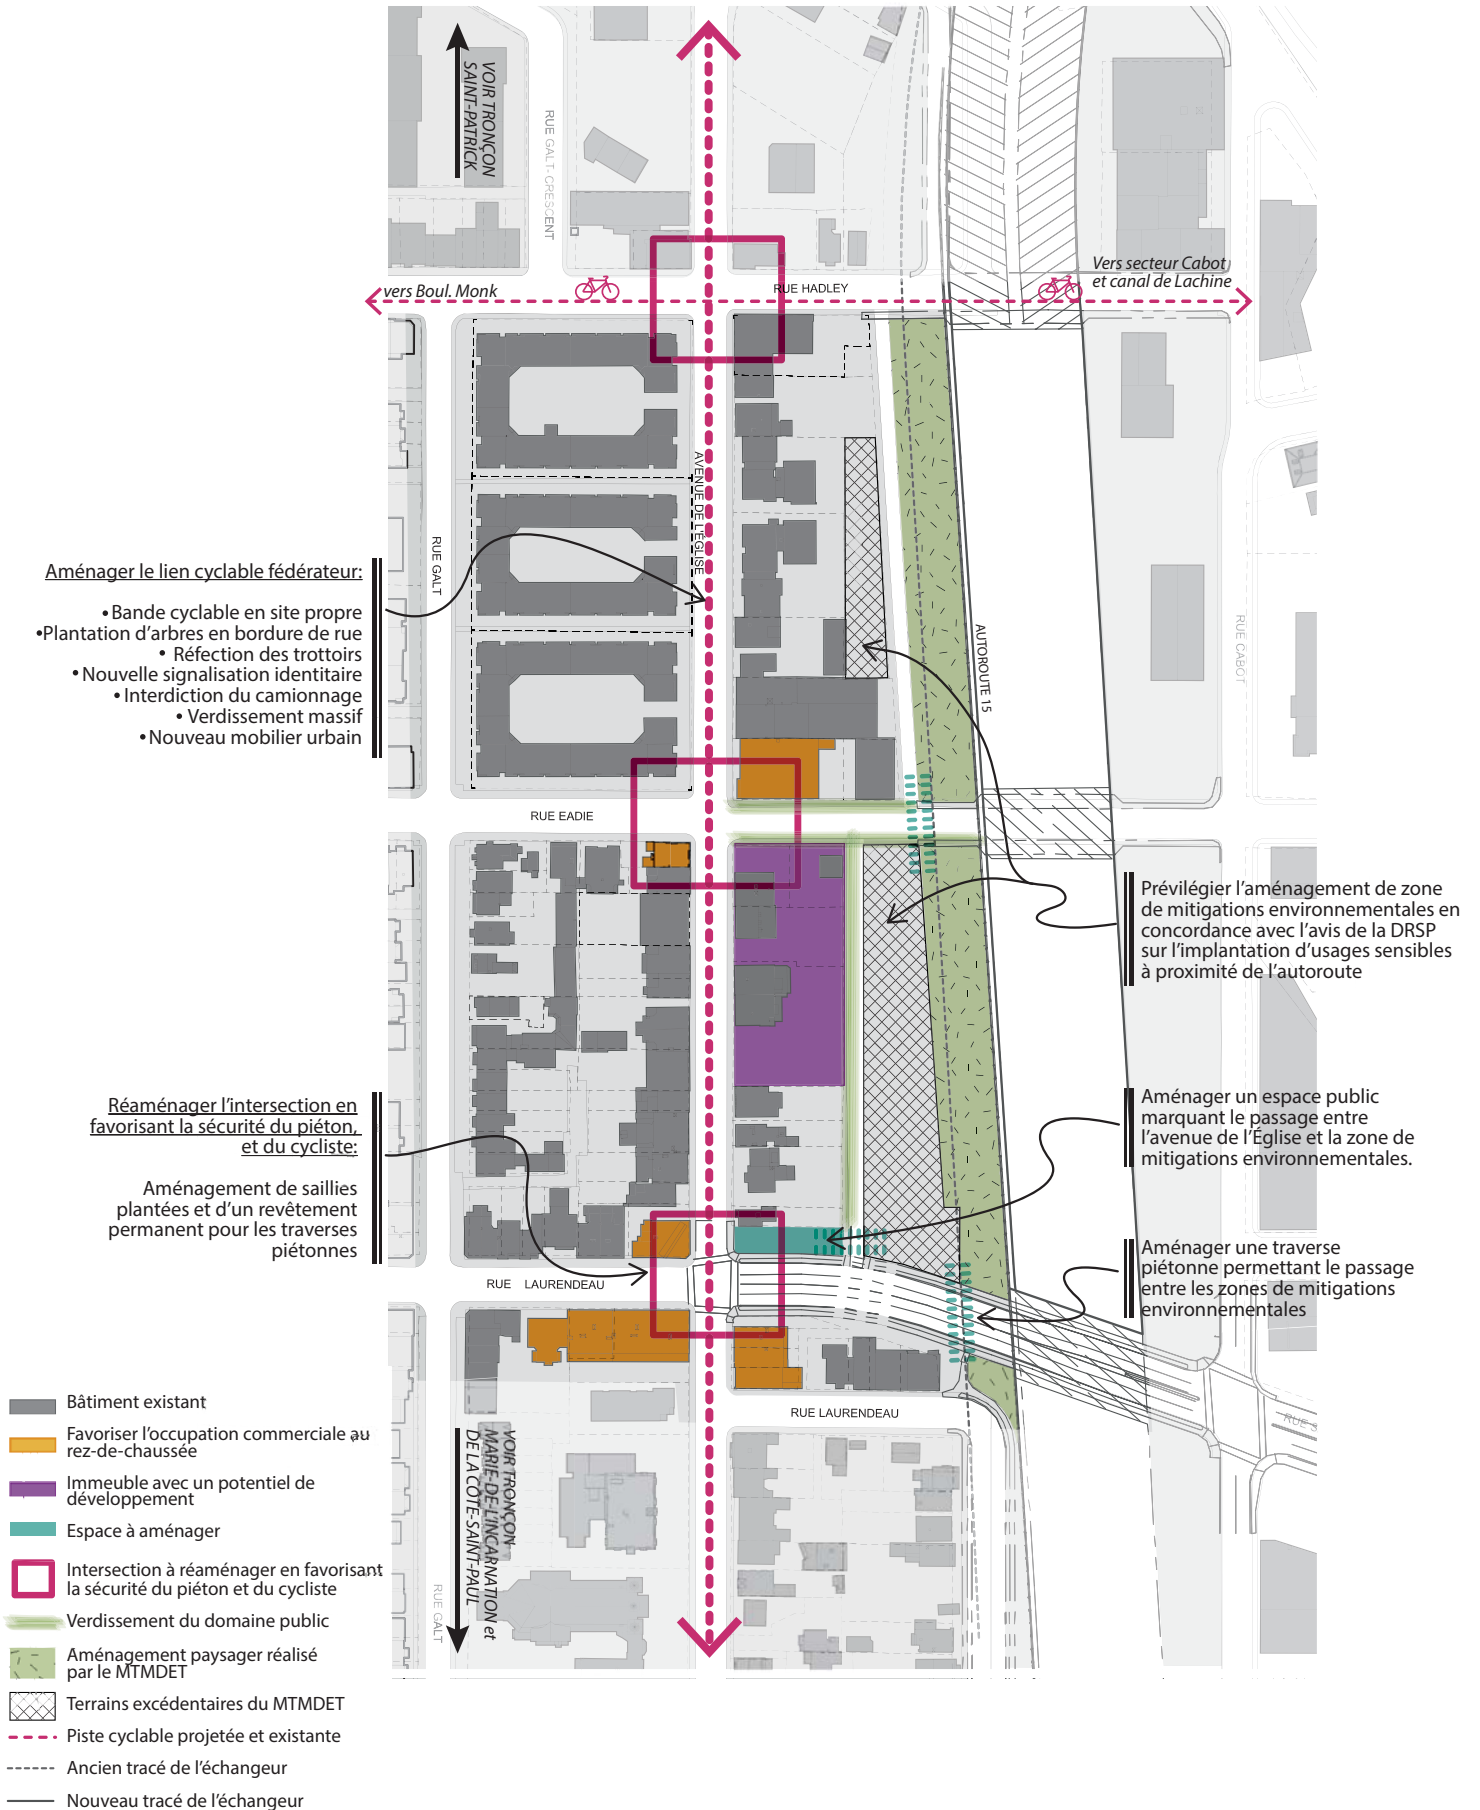 VOIR TRONÇON
SAINT-PATRICK
RUE GALT-CRESCENT
vers Boul. Monk
RUE HADLEY
Vers secteur Cabot
et canal de Lachine
AVENUE DE L'ÉGLISE
RUE GALT
AUTOROUTE 15
RUE CABOT
Aménager le lien cyclable fédérateur:
• Bande cyclable en site propre
•Plantation d'arbres en bordure de rue
• Réfection des trottoirs
• Nouvelle signalisation identitaire
• Interdiction du camionnage
• Verdissement massif
• Nouveau mobilier urbain
RUE EADIE
Prévilégier l'aménagement de zone
de mitigations environnementales en
concordance avec l'avis de la DRSP
sur l'implantation d'usages sensibles
à proximité de l'autoroute
Réaménager l'intersection en
favorisant la sécurité du piéton,
et du cycliste:
Aménagement de saillies
plantées et d'un revêtement
permanent pour les traverses
piétonnes
Aménager un espace public
marquant le passage entre
l'avenue de l'Église et la zone de
mitigations environnementales.
Aménager une traverse
piétonne permettant le passage
entre les zones de mitigations
environnementales
RUE LAURENDEAU
RUE LAURENDEAU
RUE S
VOIR TRONÇON
MARIE-DE-L'INCARNATION et
DE LA CÔTE-SAINT-PAUL
RUE GALT
Bâtiment existant
Favoriser l'occupation commerciale au
rez-de-chaussée
Immeuble avec un potentiel de
développement
Espace à aménager
Intersection à réaménager en favorisant
la sécurité du piéton et du cycliste
Verdissement du domaine public
Aménagement paysager réalisé
par le MTMDET
Terrains excédentaires du MTMDET
Piste cyclable projetée et existante
Ancien tracé de l'échangeur
Nouveau tracé de l'échangeur